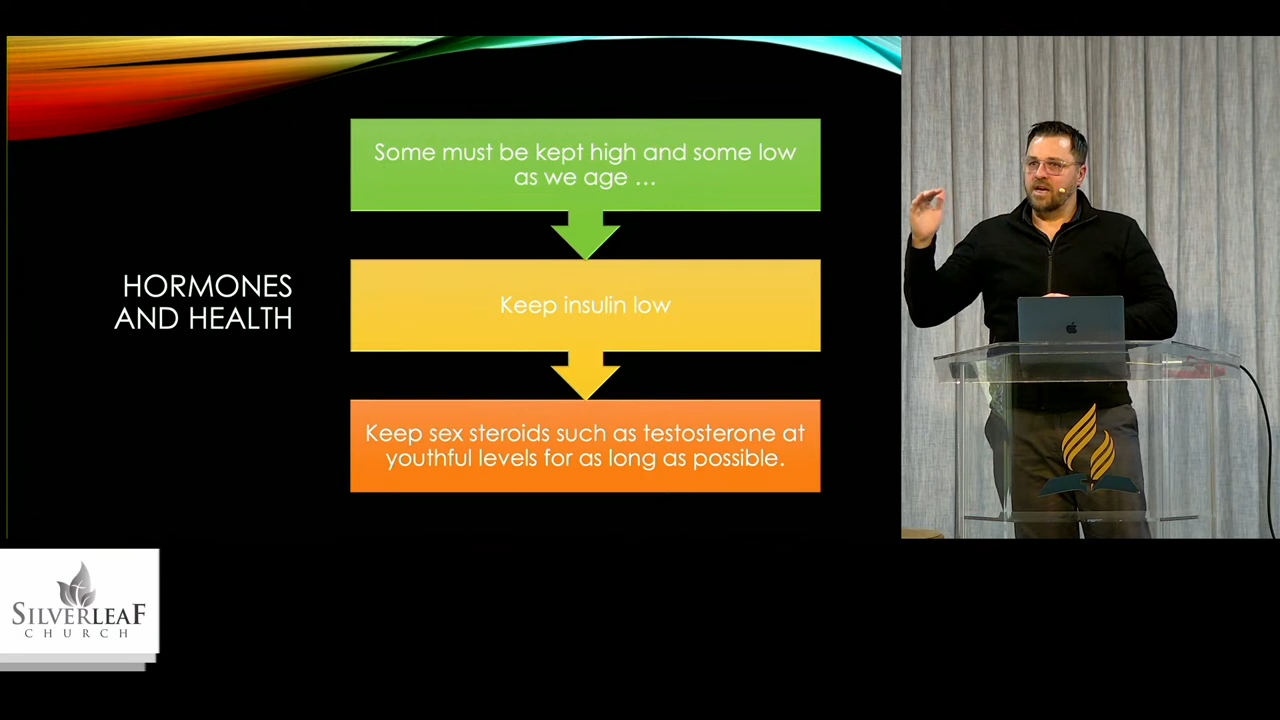 Some must be kept high and some low
as we age ...
HORMONES
AND HEALTH
Keep insulin low
Keep sex steroids such as testosterone at
youthful levels for as long as possible.
SILVERLEAF
CHURCH